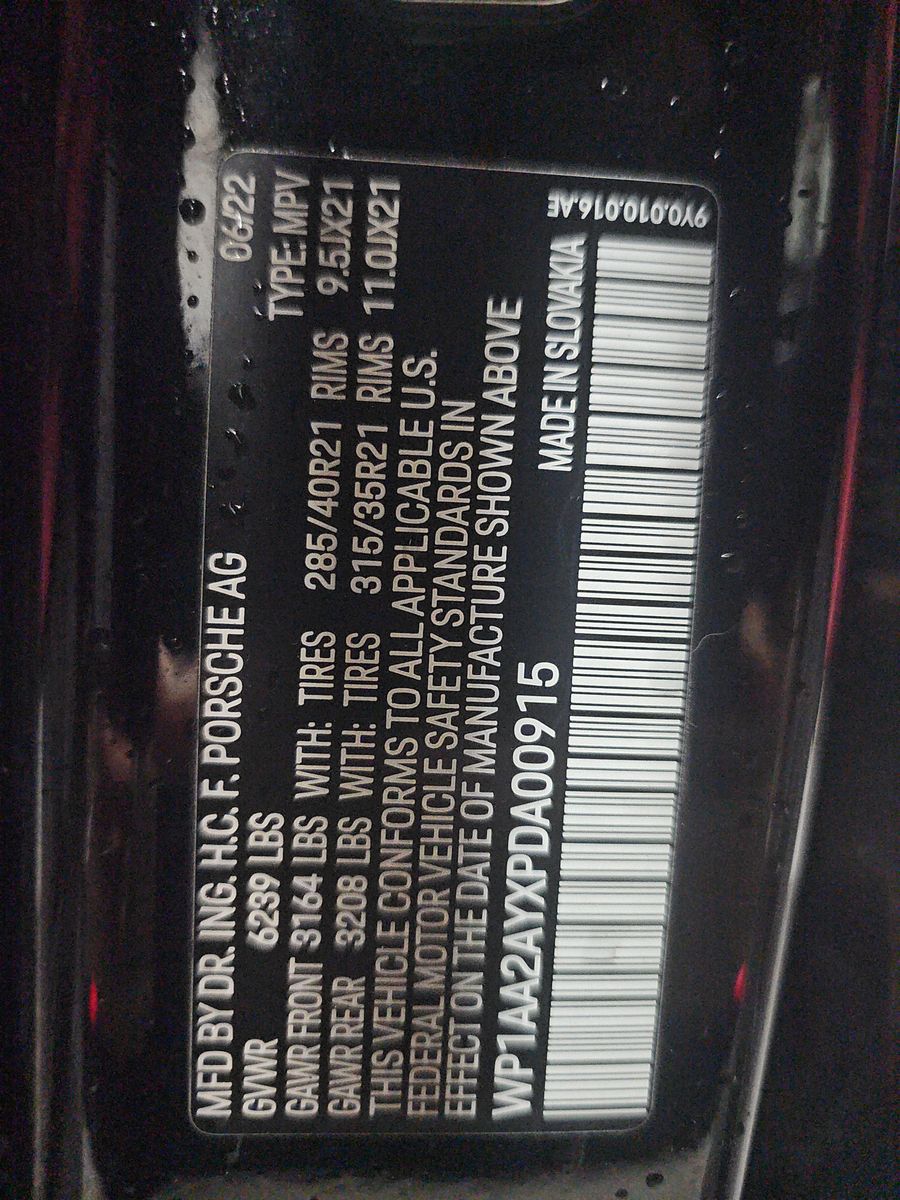 MFD BY DR. ING. H.C. F. PORSCHE AG 06/22
GVWR 6239 LBS TYPE: MPV
GAWR FRONT 3164 LBS WITH: TIRES 285/40R21 RIMS 9.5JX21
GAWR REAR 3208 LBS WITH: TIRES 315/35R21 RIMS 11.0JX21
THIS VEHICLE CONFORMS TO ALL APPLICABLE U.S.
FEDERAL MOTOR VEHICLE SAFETY STANDARDS IN
EFFECT ON THE DATE OF MANUFACTURE SHOWN ABOVE
WP1AA2AYXPDA00915 MADE IN SLOVAKIA
9Y0.010.016.AE